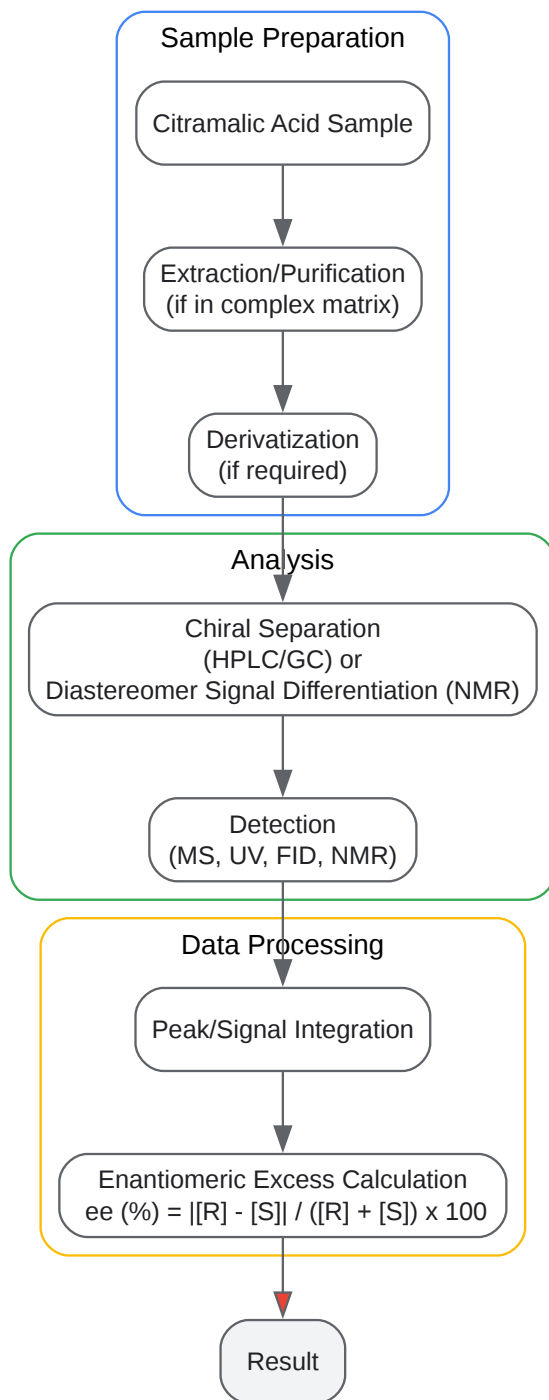 Sample Preparation
Citramalic Acid Sample
Extraction/Purification
(if in complex matrix)
Derivatization
(if required)
Analysis
Chiral Separation
(HPLC/GC) or
Diastereomer Signal Differentiation (NMR)
Detection
(MS, UV, FID, NMR)
Data Processing
Peak/Signal Integration
Enantiomeric Excess Calculation
ee (%) = |[R] - [S]| / ([R] + [S]) x 100
Result